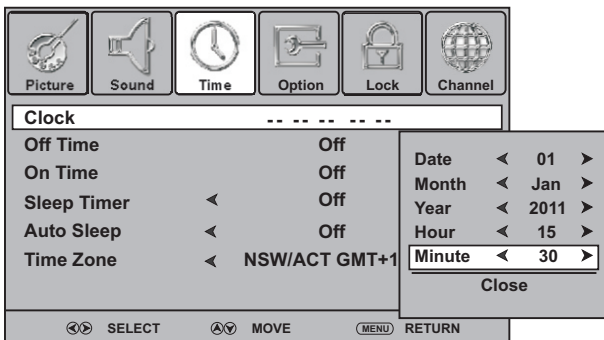 Picture Sound Time Option Lock Channel
Clock -- -- -- -- --
Off Time Off
On Time Off
Sleep Timer Off
Auto Sleep Off
Time Zone NSW/ACT GMT+1
Date 01
Month Jan
Year 2011
Hour 15
Minute 30
Close
SELECT MOVE MENU RETURN